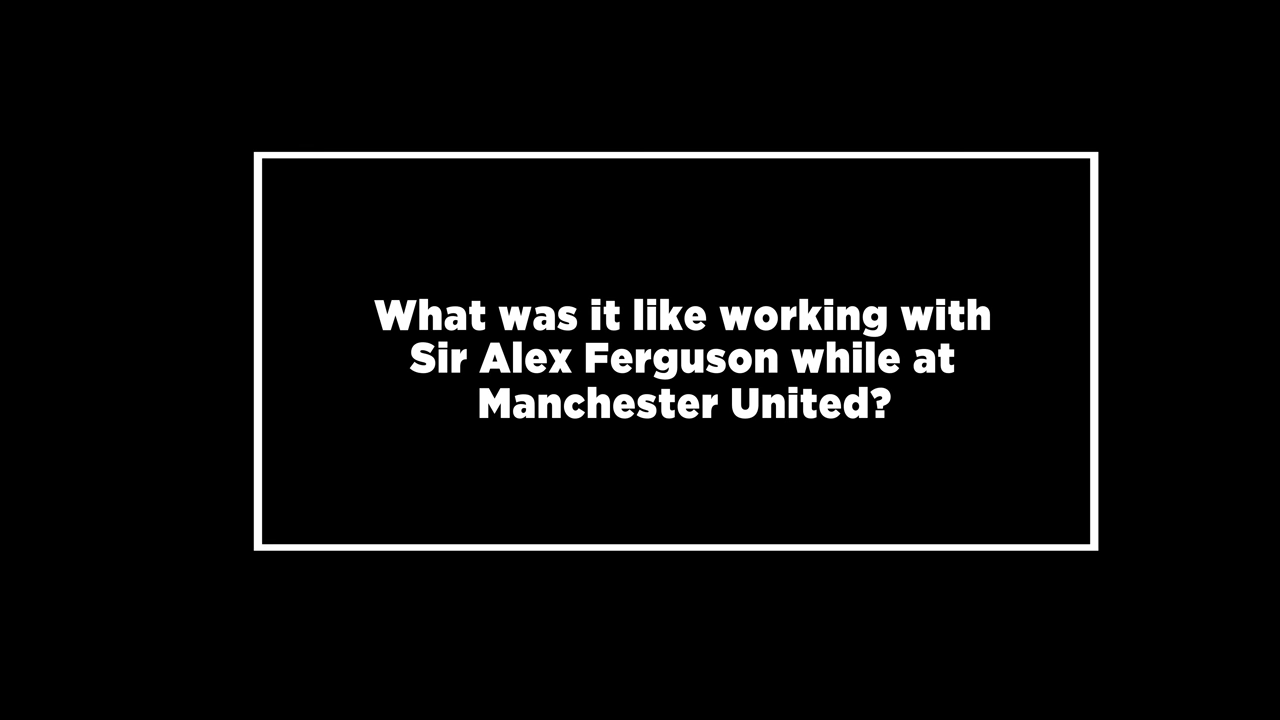 What was it like working with
Sir Alex Ferguson while at
Manchester United?